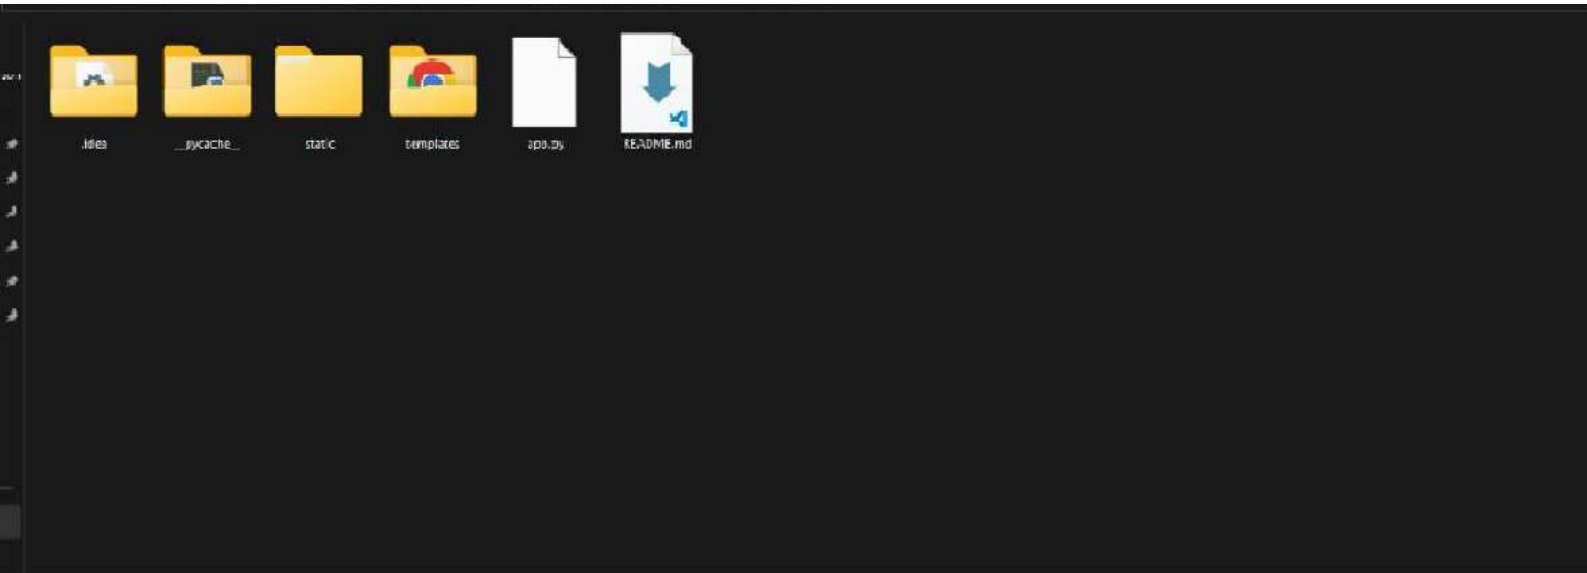 .idea
__pycache__
static
templates
app.py
README.md